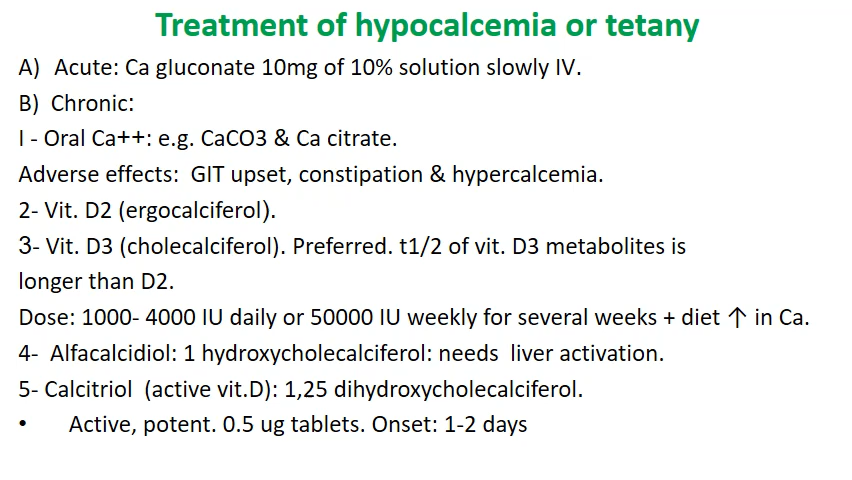 Treatment of hypocalcemia or tetany
A) Acute: Ca gluconate 10mg of 10% solution slowly IV.
B) Chronic:
I - Oral Ca++: e.g. CaCO3 & Ca citrate.
Adverse effects: GIT upset, constipation & hypercalcemia.
2- Vit. D2 (ergocalciferol).
3- Vit. D3 (cholecalciferol). Preferred. t1/2 of vit. D3 metabolites is
longer than D2.
Dose: 1000- 4000 IU daily or 50000 IU weekly for several weeks + diet ↑ in Ca.
4- Alfacalcidiol: 1 hydroxycholecalciferol: needs liver activation.
5- Calcitriol (active vit.D): 1,25 dihydroxycholecalciferol.
• Active, potent. 0.5 ug tablets. Onset: 1-2 days